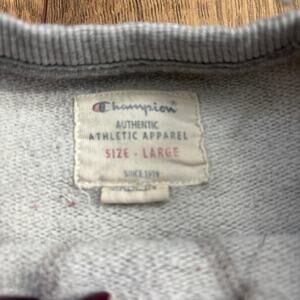 Champion
AUTHENTIC
ATHLETIC APPAREL
SIZE - LARGE
SINCE 1919